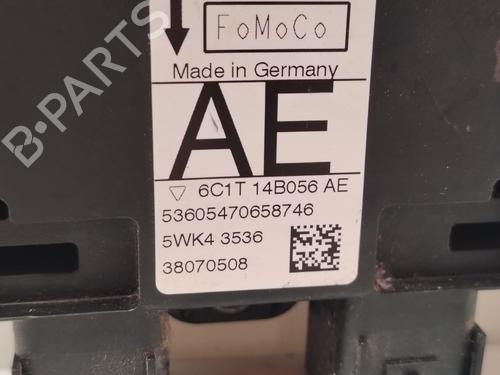 FoMoCo
Made in Germany
AE
6C1T 14B056 AE
53605470658746
5WK4 3536
38070508
B-PARTS